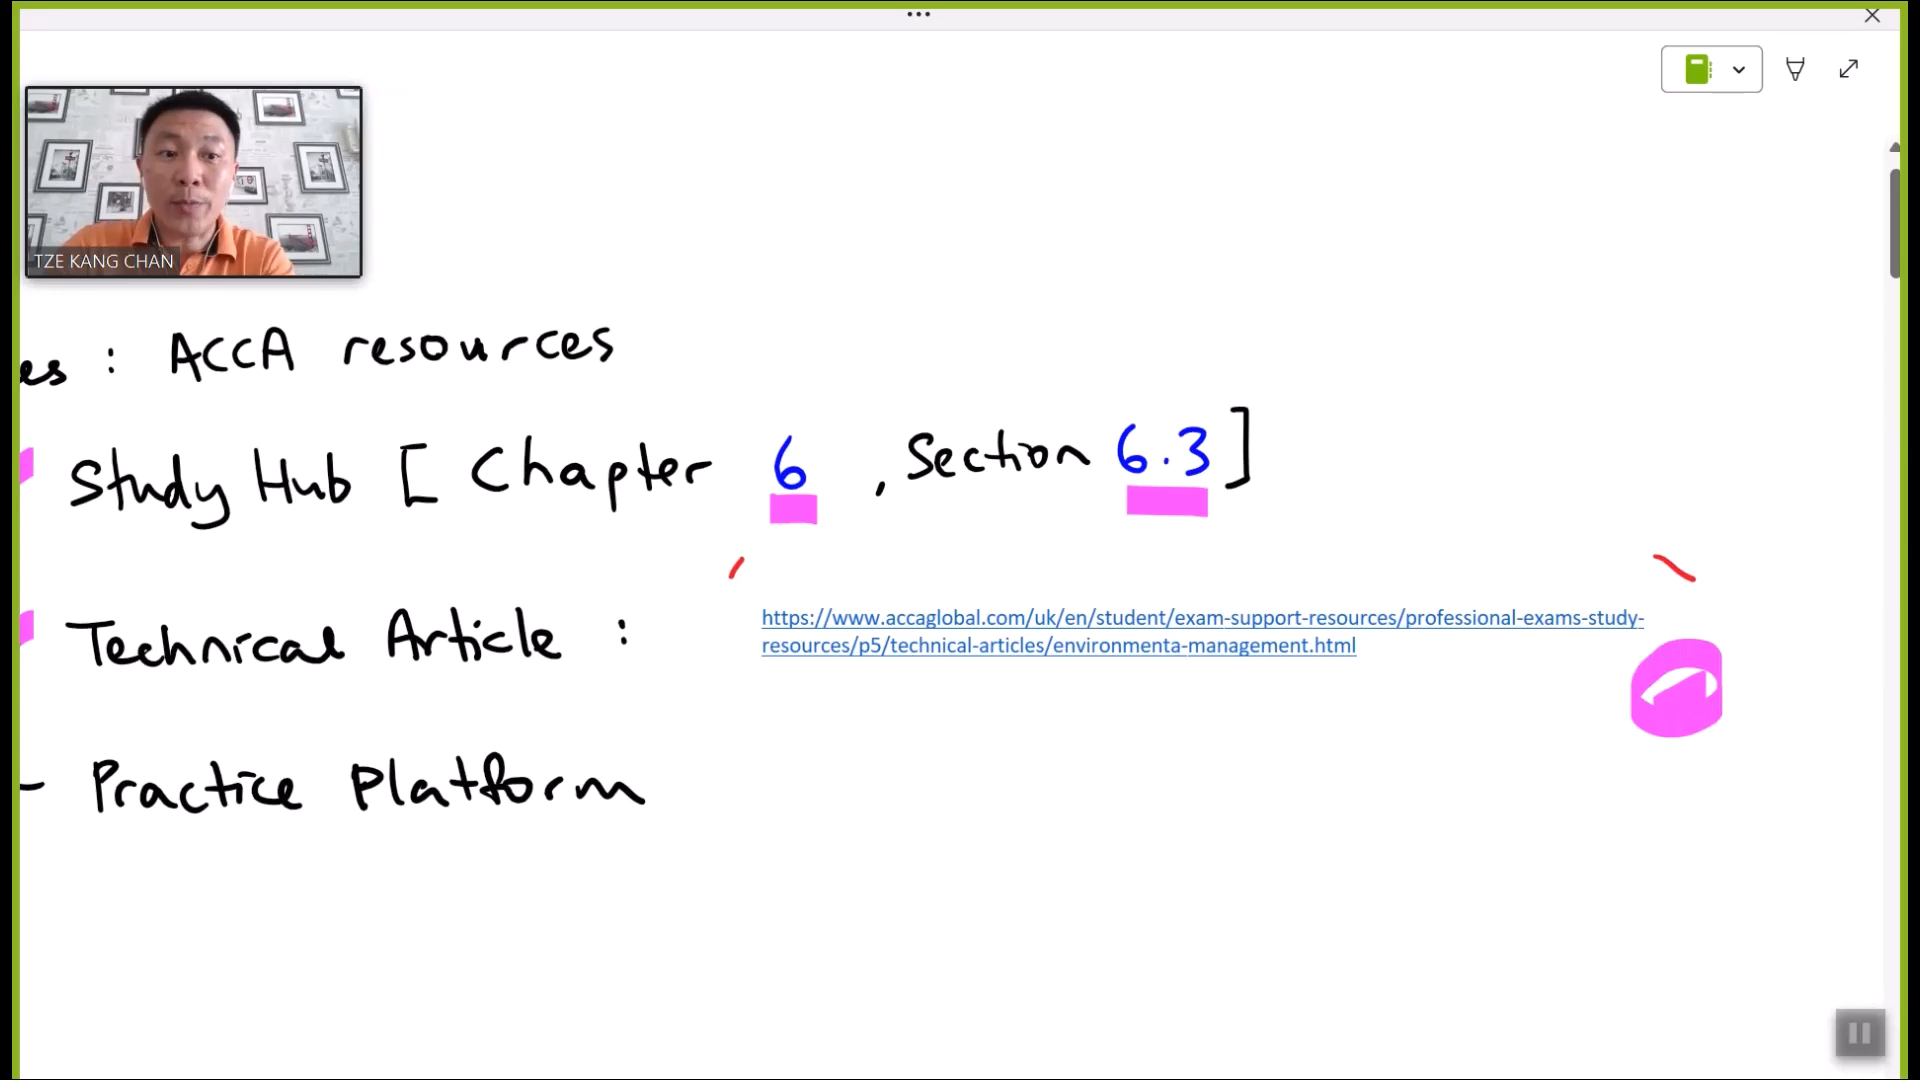 TZE KANG CHAN
es : ACCA resources
Study Hub [ Chapter 6 , Section 6.3 ]
Technical Article :
https://www.accaglobal.com/uk/en/student/exam-support-resources/professional-exams-study-
resources/p5/technical-articles/environmenta-management.html
- Practice Platform